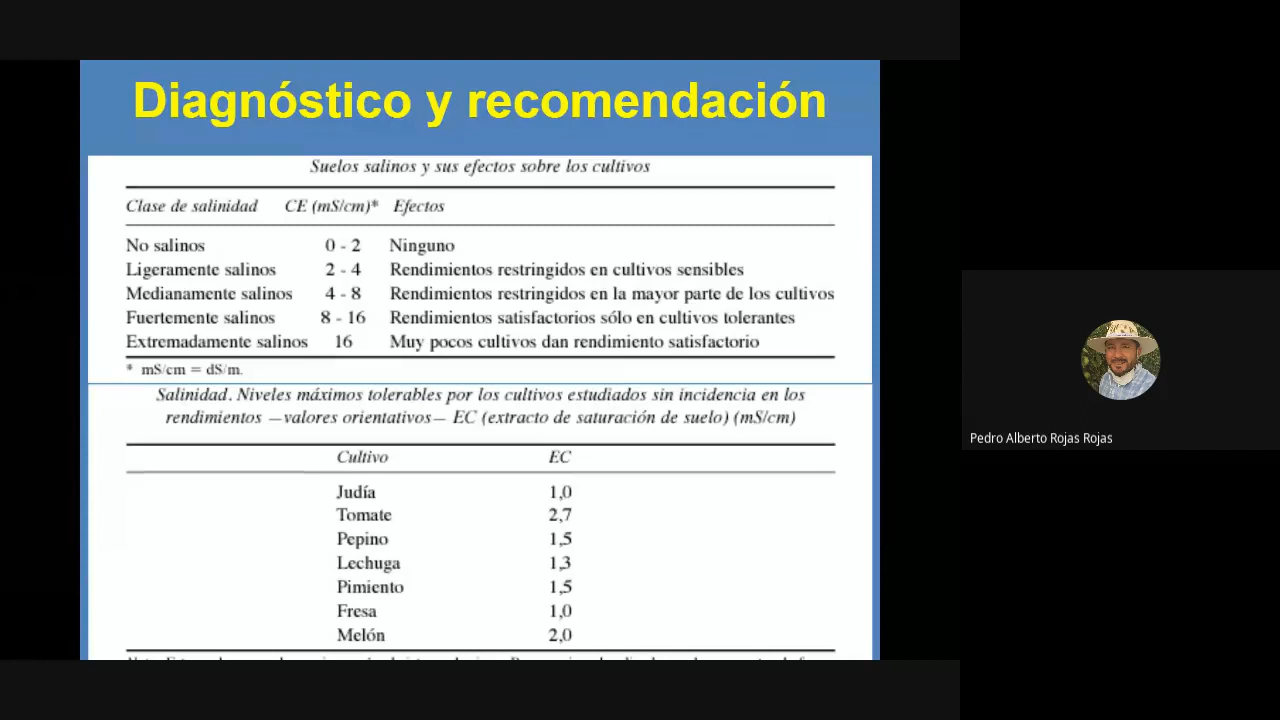 Diagnóstico y recomendación
Suelos salinos y sus efectos sobre los cultivos
Clase de salinidad CE (mS/cm)* Efectos
No salinos 0 - 2 Ninguno
Ligeramente salinos 2 - 4 Rendimientos restringidos en cultivos sensibles
Medianamente salinos 4 - 8 Rendimientos restringidos en la mayor parte de los cultivos
Fuertemente salinos 8 - 16 Rendimientos satisfactorios sólo en cultivos tolerantes
Extremadamente salinos 16 Muy pocos cultivos dan rendimiento satisfactorio
* mS/cm = dS/m.
Salinidad. Niveles máximos tolerables por los cultivos estudiados sin incidencia en los
rendimientos —valores orientativos— EC (extracto de saturación de suelo) (mS/cm)
Cultivo EC
Judía 1,0
Tomate 2,7
Pepino 1,5
Lechuga 1,3
Pimiento 1,5
Fresa 1,0
Melón 2,0
Pedro Alberto Rojas Rojas